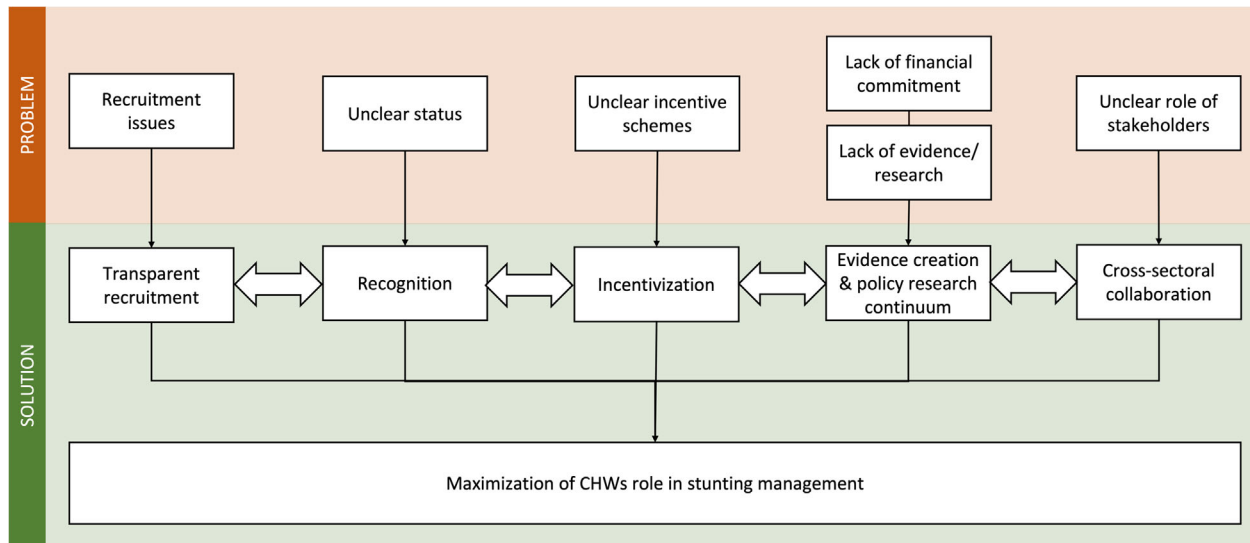 PROBLEM
Recruitment
issues
Unclear status
Unclear incentive
schemes
Lack of financial
commitment
Lack of evidence/
research
Unclear role of
stakeholders
SOLUTION
Transparent
recruitment
Recognition
Incentivization
Evidence creation
& policy research
continuum
Cross-sectoral
collaboration
Maximization of CHWs role in stunting management